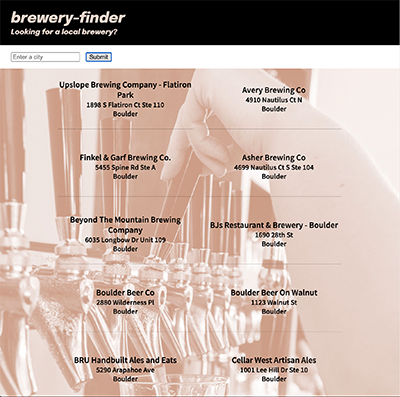 brewery-finder
Looking for a local brewery?
Enter a city
Submit
Upslope Brewing Company - Flatiron
Park
1898 S Flatiron Ct Ste 110
Boulder
Avery Brewing Co
4910 Nautilus Ct N
Boulder
Finkel & Garf Brewing Co.
5455 Spine Rd Ste A
Boulder
Asher Brewing Co
4699 Nautilus Ct S Ste 104
Boulder
Beyond The Mountain Brewing
Company
6035 Longbow Dr Unit 109
Boulder
BJs Restaurant & Brewery - Boulder
1690 28th St
Boulder
Boulder Beer Co
2880 Wilderness Pl
Boulder
Boulder Beer On Walnut
1123 Walnut St
Boulder
BRU Handbuilt Ales and Eats
5290 Arapahoe Ave
Boulder
Cellar West Artisan Ales
1001 Lee Hill Dr Ste 10
Boulder